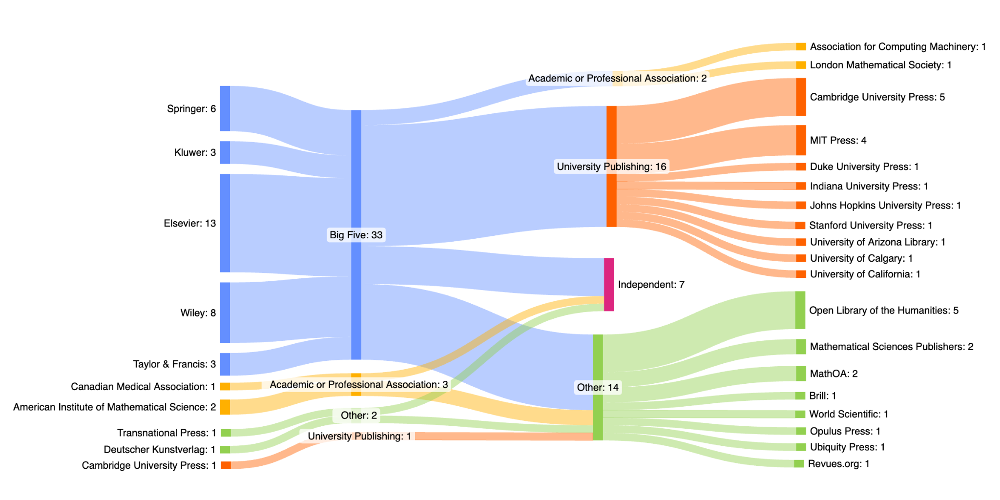 Springer: 6
Kluwer: 3
Elsevier: 13
Wiley: 8
Taylor & Francis: 3
Canadian Medical Association: 1
American Institute of Mathematical Science: 2
Transnational Press: 1
Deutscher Kunstverlag: 1
Cambridge University Press: 1
Big Five: 33
Academic or Professional Association: 3
Other: 2
University Publishing: 1
Academic or Professional Association: 2
University Publishing: 16
Independent: 7
Other: 14
Association for Computing Machinery: 1
London Mathematical Society: 1
Cambridge University Press: 5
MIT Press: 4
Duke University Press: 1
Indiana University Press: 1
Johns Hopkins University Press: 1
Stanford University Press: 1
University of Arizona Library: 1
University of Calgary: 1
University of California: 1
Open Library of the Humanities: 5
Mathematical Sciences Publishers: 2
MathOA: 2
Brill: 1
World Scientific: 1
Opulus Press: 1
Ubiquity Press: 1
Revues.org: 1